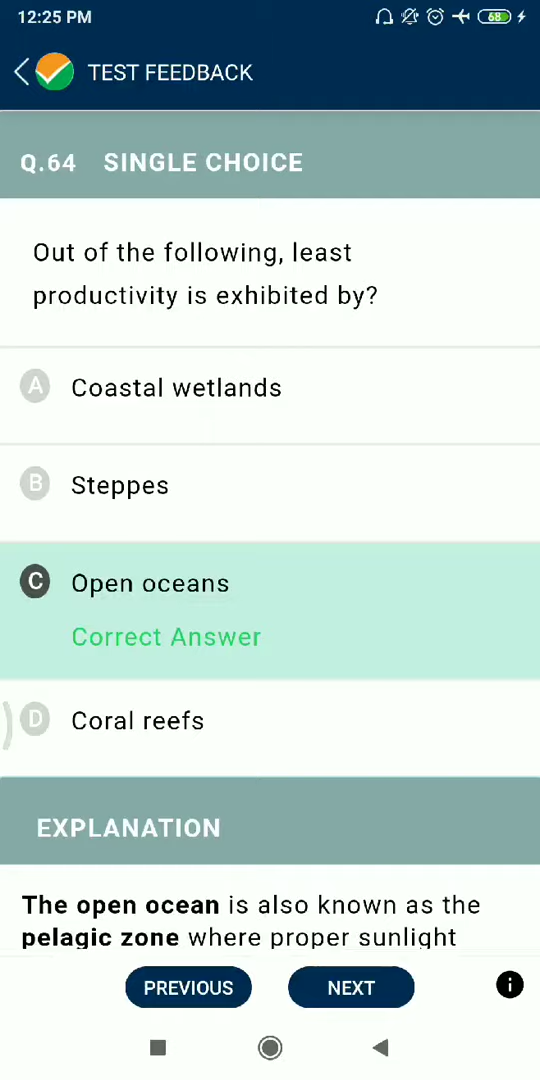 12:25 PM
68
TEST FEEDBACK
Q.64 SINGLE CHOICE
Out of the following, least
productivity is exhibited by?
A Coastal wetlands
B Steppes
C Open oceans
Correct Answer
D Coral reefs
EXPLANATION
The open ocean is also known as the
pelagic zone where proper sunlight
PREVIOUS NEXT